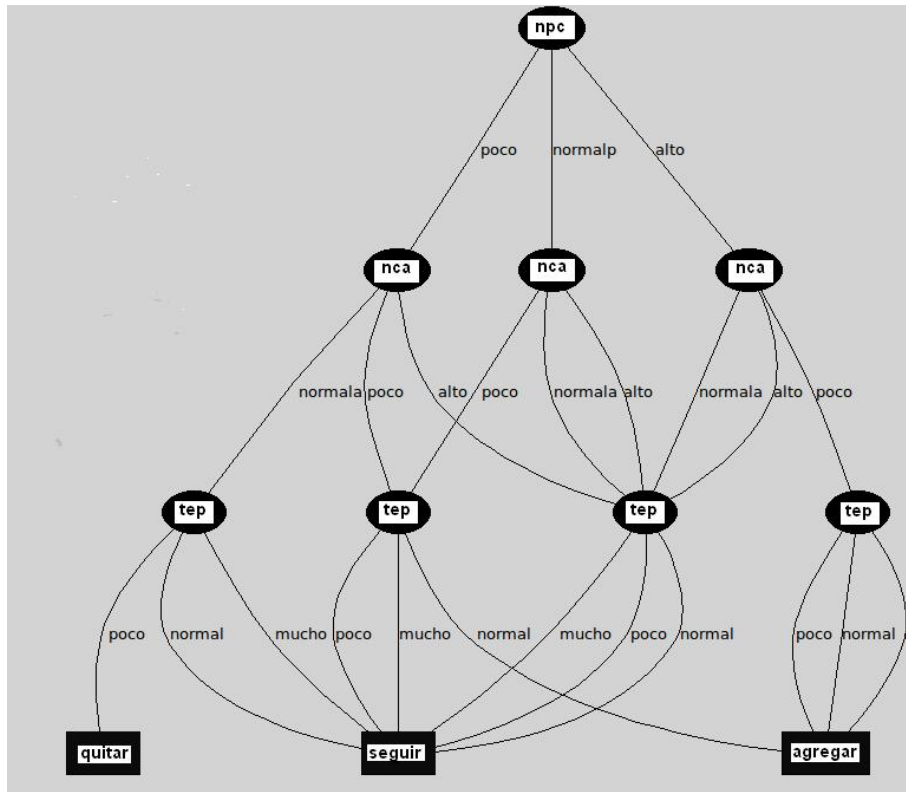 npc
poco normalp alto
nca nca nca
normala poco alto poco normala alto normala alto poco
tep tep tep tep
poco normal mucho poco mucho normal mucho poco normal poco normal
quitar seguir agregar